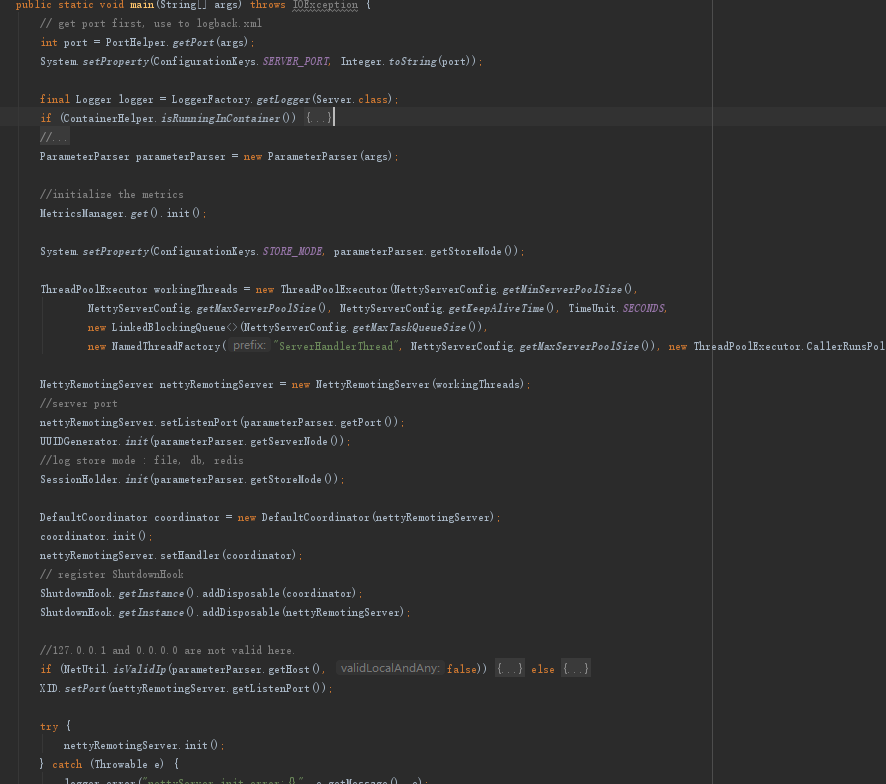 public static void main(String[] args) throws IOException {
// get port first, use to logback.xml
int port = PortHelper.getPort(args);
System.setProperty(ConfigurationKeys.SERVER_PORT, Integer.toString(port));
final Logger logger = LoggerFactory.getLogger(Server.class);
if (ContainerHelper.isRunningInContainer()) {...}
//...
ParameterParser parameterParser = new ParameterParser(args);
//initialize the metrics
MetricsManager.get().init();
System.setProperty(ConfigurationKeys.STORE_MODE, parameterParser.getStoreMode());
ThreadPoolExecutor workingThreads = new ThreadPoolExecutor(NettyServerConfig.getMinServerPoolSize(),
NettyServerConfig.getMaxServerPoolSize(), NettyServerConfig.getKeepAliveTime(), TimeUnit.SECONDS,
new LinkedBlockingQueue<>(NettyServerConfig.getMaxTaskQueueSize()),
new NamedThreadFactory( prefix: "ServerHandlerThread", NettyServerConfig.getMaxServerPoolSize()), new ThreadPoolExecutor.CallerRunsPol
NettyRemotingServer nettyRemotingServer = new NettyRemotingServer(workingThreads);
//server port
nettyRemotingServer.setListenPort(parameterParser.getPort());
UUIDGenerator.init(parameterParser.getServerNode());
//log store mode : file, db, redis
SessionHolder.init(parameterParser.getStoreMode());
DefaultCoordinator coordinator = new DefaultCoordinator(nettyRemotingServer);
coordinator.init();
nettyRemotingServer.setHandler(coordinator);
// register ShutdownHook
ShutdownHook.getInstance().addDisposable(coordinator);
ShutdownHook.getInstance().addDisposable(nettyRemotingServer);
//127.0.0.1 and 0.0.0.0 are not valid here.
if (NetUtil.isValidIp(parameterParser.getHost(), validLocalAndAny: false)) {...} else {...}
XID.setPort(nettyRemotingServer.getListenPort());
try {
nettyRemotingServer.init();
} catch (Throwable e) {
logger.error("nettyServer init error:{}", e.getMessage(), e);